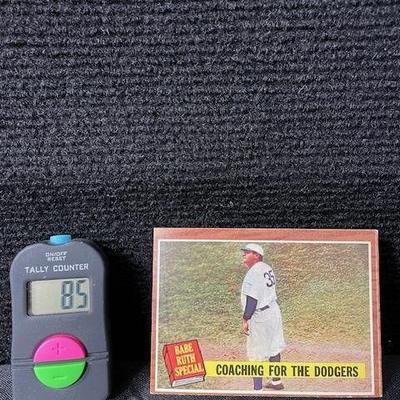 ON/OFF
RESET
TALLY COUNTER
85
+
−
35
BABE
RUTH
SPECIAL
COACHING FOR THE DODGERS